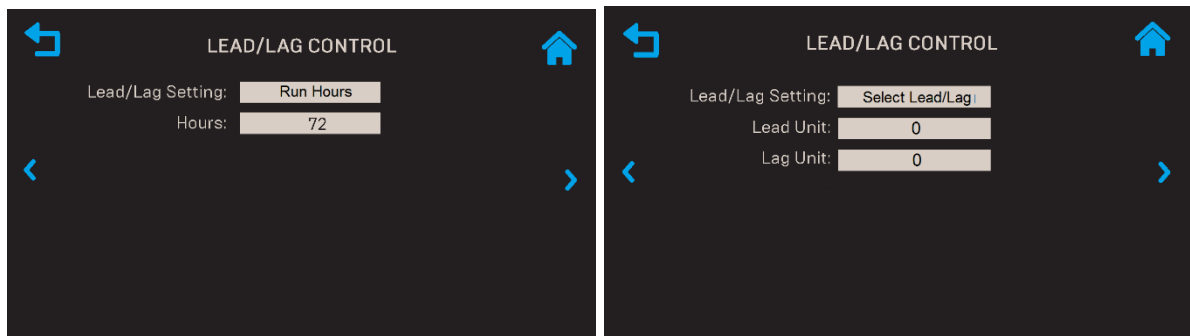 LEAD/LAG CONTROL
Lead/Lag Setting: Run Hours
Hours: 72
LEAD/LAG CONTROL
Lead/Lag Setting: Select Lead/Lag
Lead Unit: 0
Lag Unit: 0